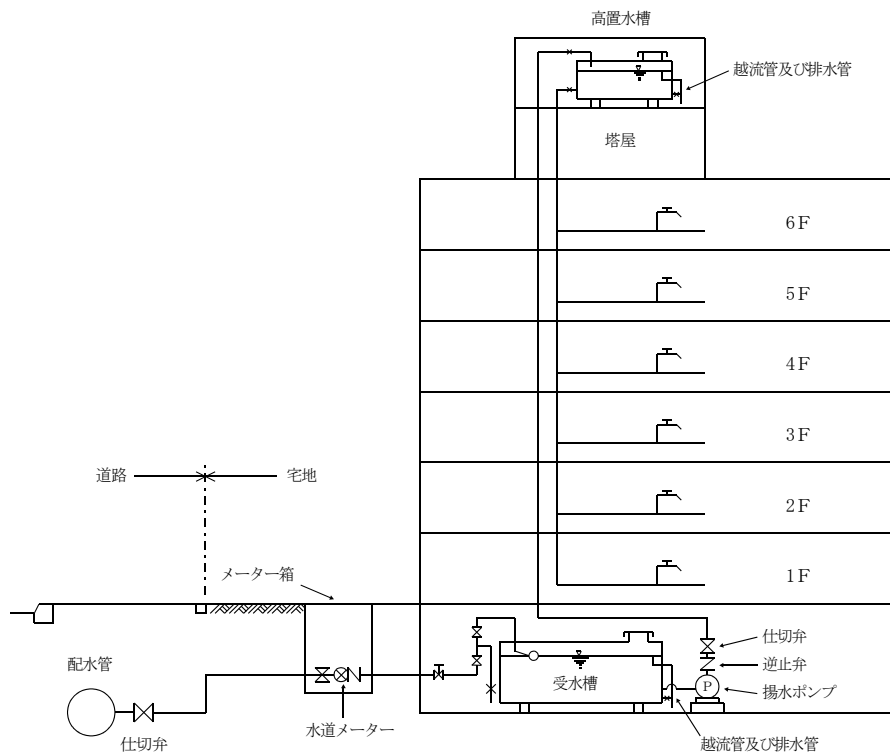 高置水槽
越流管及び排水管
塔屋
6F
5F
4F
3F
2F
1F
道路
宅地
メーター箱
配水管
仕切弁
水道メーター
受水槽
P
仕切弁
逆止弁
揚水ポンプ
越流管及び排水管